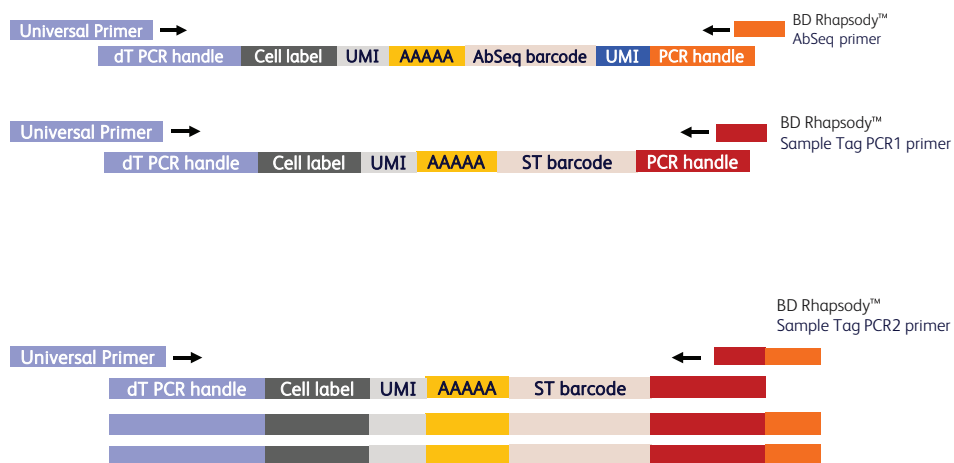 Universal Primer
BD Rhapsody™
AbSeq primer
dT PCR handle Cell label UMI AAAAA AbSeq barcode UMI PCR handle
Universal Primer
BD Rhapsody™
Sample Tag PCR1 primer
dT PCR handle Cell label UMI AAAAA ST barcode PCR handle
BD Rhapsody™
Sample Tag PCR2 primer
Universal Primer
dT PCR handle Cell label UMI AAAAA ST barcode